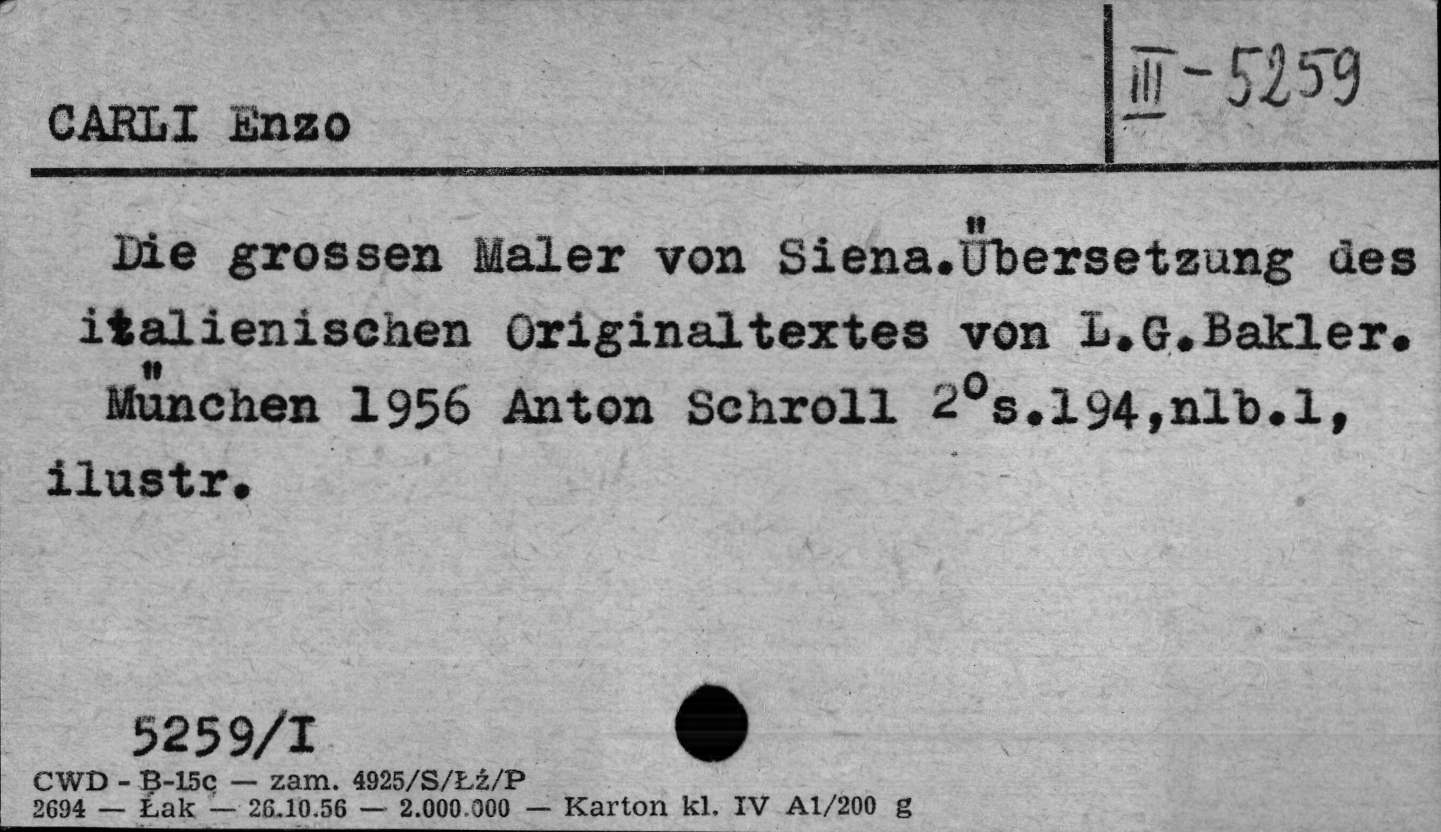 III-5259
CARLI Enzo
Die grossen Maler von Siena.Übersetzung des
italienischen Originaltextes von L.G.Bakler.
München 1956 Anton Schroll 2°s.194,nlb.1,
ilustr.
5259/I
CWD - B-15c — zam. 4925/S/Łź/P
2694 — Łak — 26.10.56 — 2.000.000 — Karton kl. IV A1/200 g